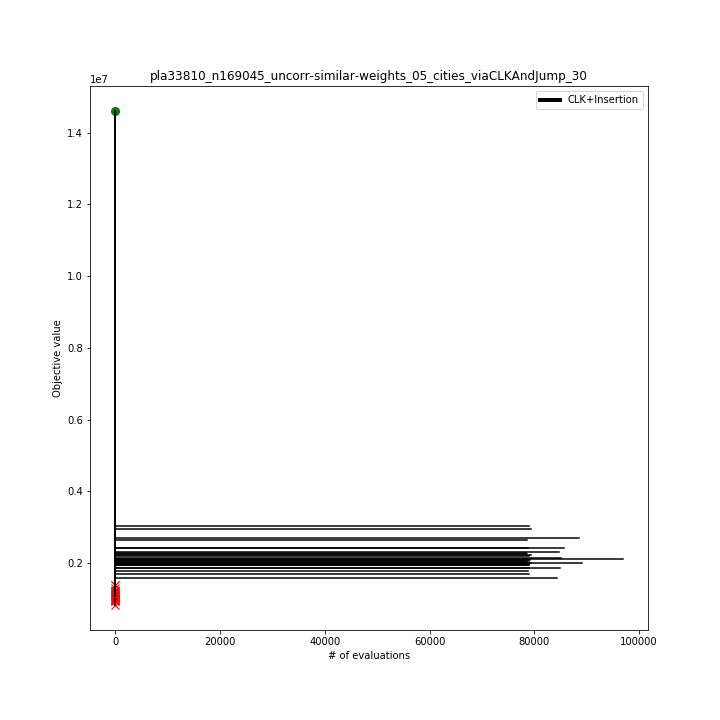 pla33810_n169045_uncorr-similar-weights_05_cities_viaCLKAndJump_30
1e7
CLK+Insertion
1.4
1.2
1.0
0.8
0.6
0.4
0.2
Objective value
0
20000
40000
60000
80000
100000
# of evaluations